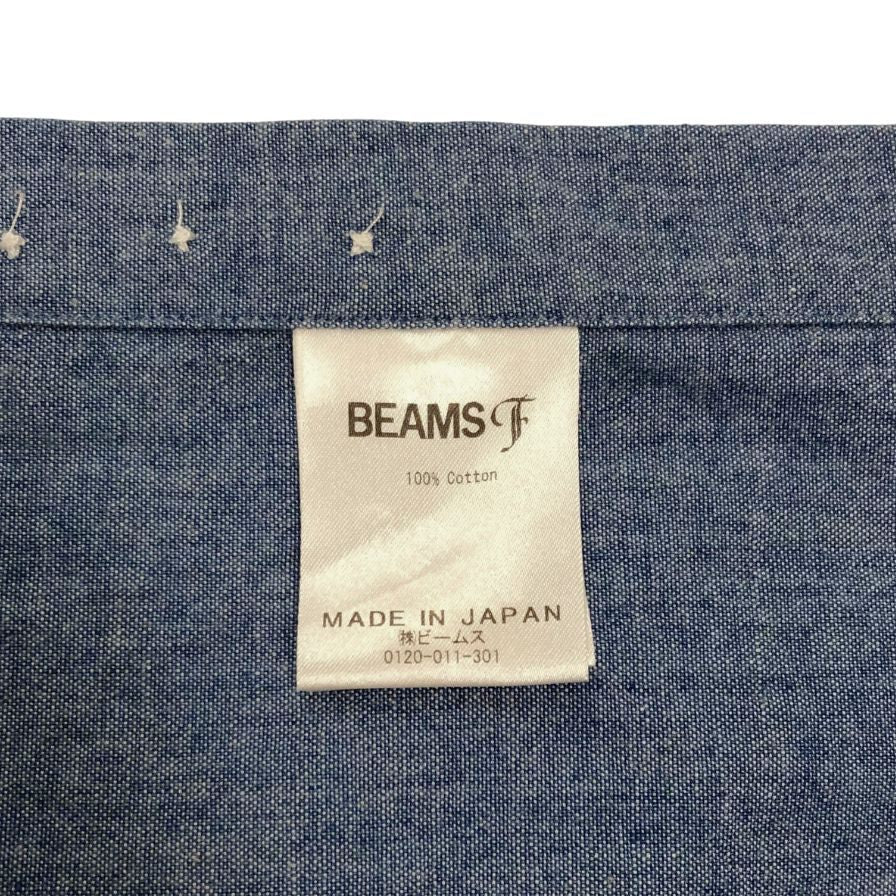 BEAMS F
100% Cotton
MADE IN JAPAN
㈱ビームス
0120-011-301